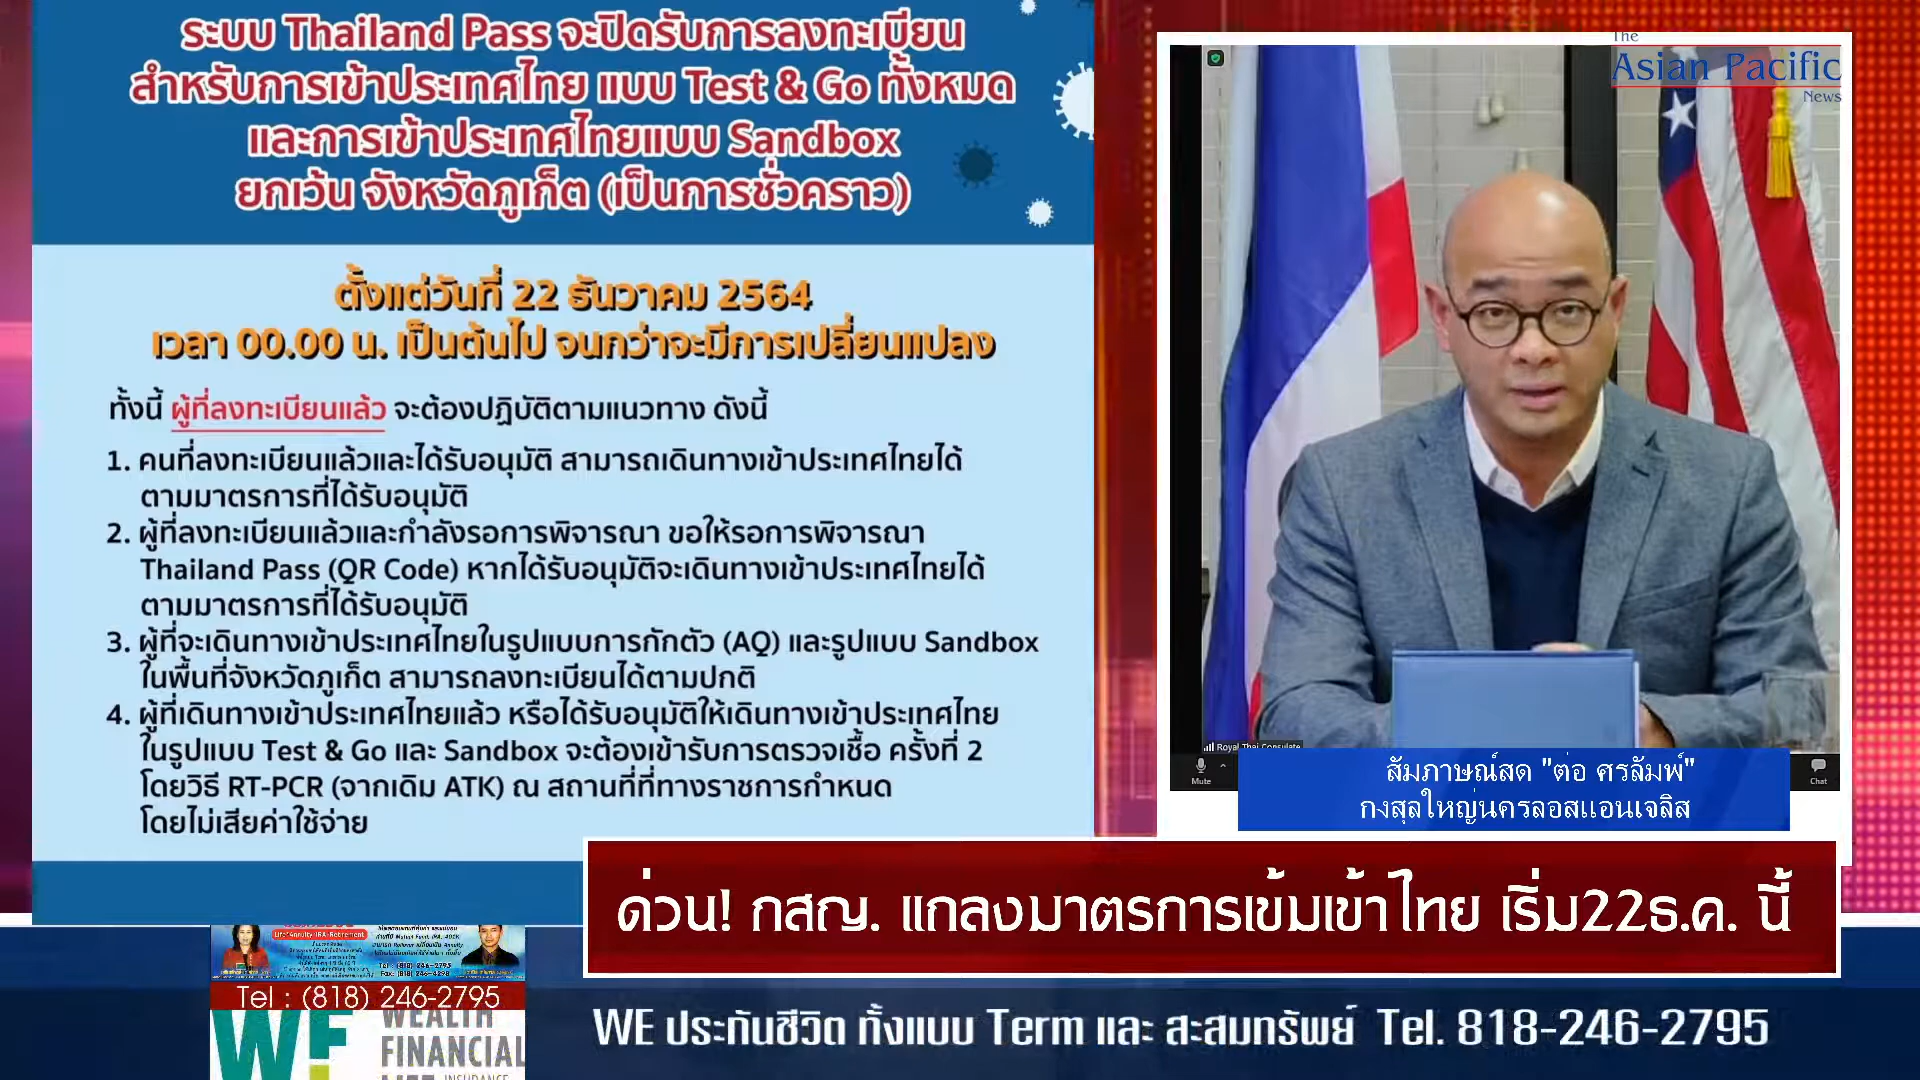 ระบบ Thailand Pass จะปิดรับการลงทะเบียน
สำหรับการเข้าประเทศไทย แบบ Test & Go ทั้งหมด
และการเข้าประเทศไทยแบบ Sandbox
ยกเว้น จังหวัดภูเก็ต (เป็นการชั่วคราว)
ตั้งแต่วันที่ 22 ธันวาคม 2564
เวลา 00.00 น. เป็นต้นไป จนกว่าจะมีการเปลี่ยนแปลง
ทั้งนี้ ผู้ที่ลงทะเบียนแล้ว จะต้องปฏิบัติตามแนวทาง ดังนี้
1. คนที่ลงทะเบียนแล้วและได้รับอนุมัติ สามารถเดินทางเข้าประเทศไทยได้
ตามมาตรการที่ได้รับอนุมัติ
2. ผู้ที่ลงทะเบียนแล้วและกำลังรอการพิจารณา ขอให้รอการพิจารณา
Thailand Pass (QR Code) หากได้รับอนุมัติจะเดินทางเข้าประเทศไทยได้
ตามมาตรการที่ได้รับอนุมัติ
3. ผู้ที่จะเดินทางเข้าประเทศไทยในรูปแบบการกักตัว (AQ) และรูปแบบ Sandbox
ในพื้นที่จังหวัดภูเก็ต สามารถลงทะเบียนได้ตามปกติ
4. ผู้ที่เดินทางเข้าประเทศไทยแล้ว หรือได้รับอนุมัติให้เดินทางเข้าประเทศไทย
ในรูปแบบ Test & Go และ Sandbox จะต้องเข้ารับการตรวจเชื้อ ครั้งที่ 2
โดยวิธี RT-PCR (จากเดิม ATK) ณ สถานที่ที่ทางราชการกำหนด
โดยไม่เสียค่าใช้จ่าย
The
Asian Pacific
News
Royal Thai Consulate
Mute
Chat
สัมภาษณ์สด "ต่อ ศรลัมพ์"
กงสุลใหญ่นครลอสแอนเจลิส
ด่วน! กสญ. แถลงมาตรการเข้มเข้าไทย เริ่ม22ธ.ค. นี้
Life/Annuity/IRA/Retirement
Tel : (818) 246-2795
Fax: (818) 246-4298
Tel : (818) 246-2795
WE
WEALTH
FINANCIAL
LIFE INSURANCE
WE ประกันชีวิต ทั้งแบบ Term และ สะสมทรัพย์ Tel. 818-246-2795